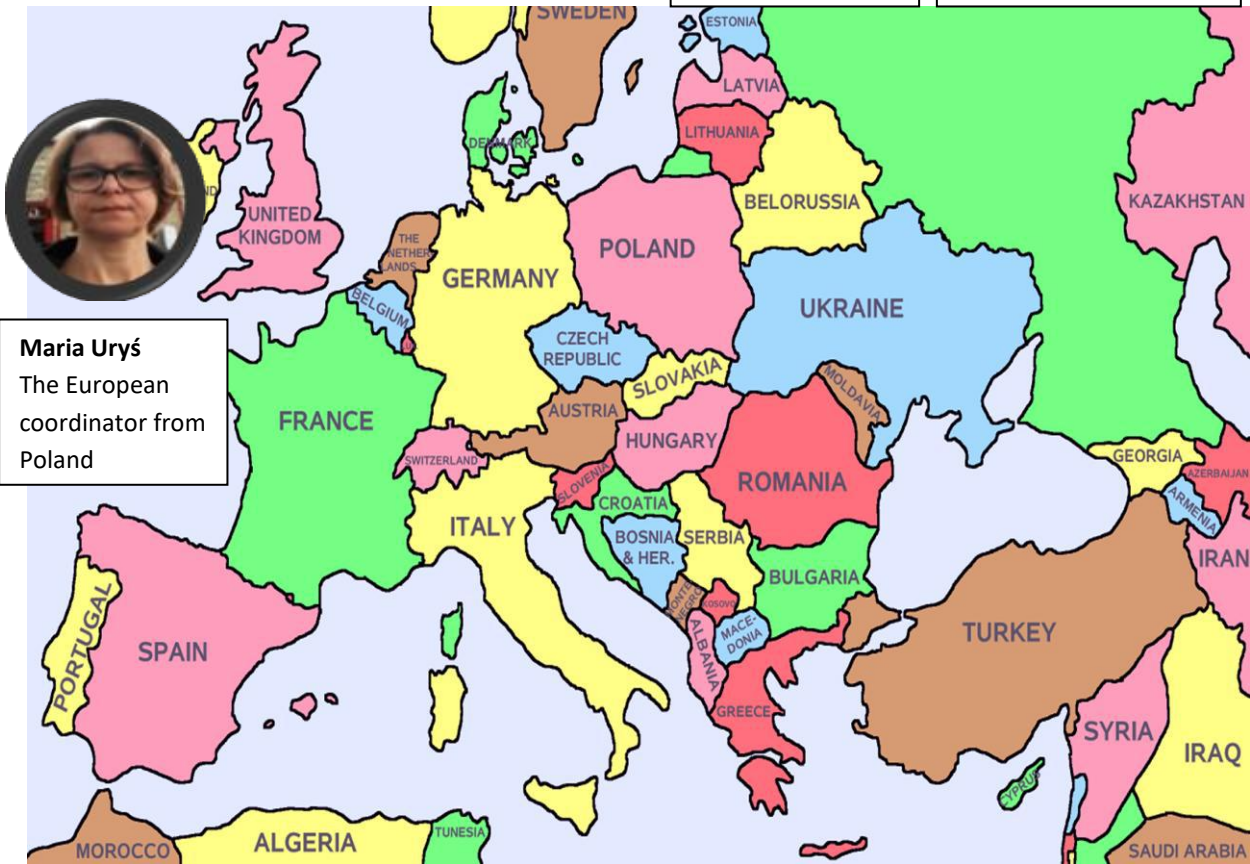 SWEDEN
ESTONIA
LATVIA
LITHUANIA
DENMARK
BELORUSSIA
KAZAKHSTAN
ND
UNITED
KINGDOM
THE
NETHER
LANDS
POLAND
GERMANY
BELGIUM
UKRAINE
Maria Uryś
The European
coordinator from
Poland
CZECH
REPUBLIC
SLOVAKIA
MOLDAVIA
FRANCE
AUSTRIA
HUNGARY
SWITZERLAND
SLOVENIA
ROMANIA
GEORGIA
AZERBAIJAN
ARMENIA
CROATIA
ITALY
BOSNIA
& HER.
SERBIA
IRAN
BULGARIA
MONTE
NEGRO
KOSOVO
MACE-
DONIA
ALBANIA
PORTUGAL
SPAIN
TURKEY
GREECE
SYRIA
IRAQ
CYPRUS
MOROCCO
ALGERIA
TUNESIA
SAUDI ARABIA